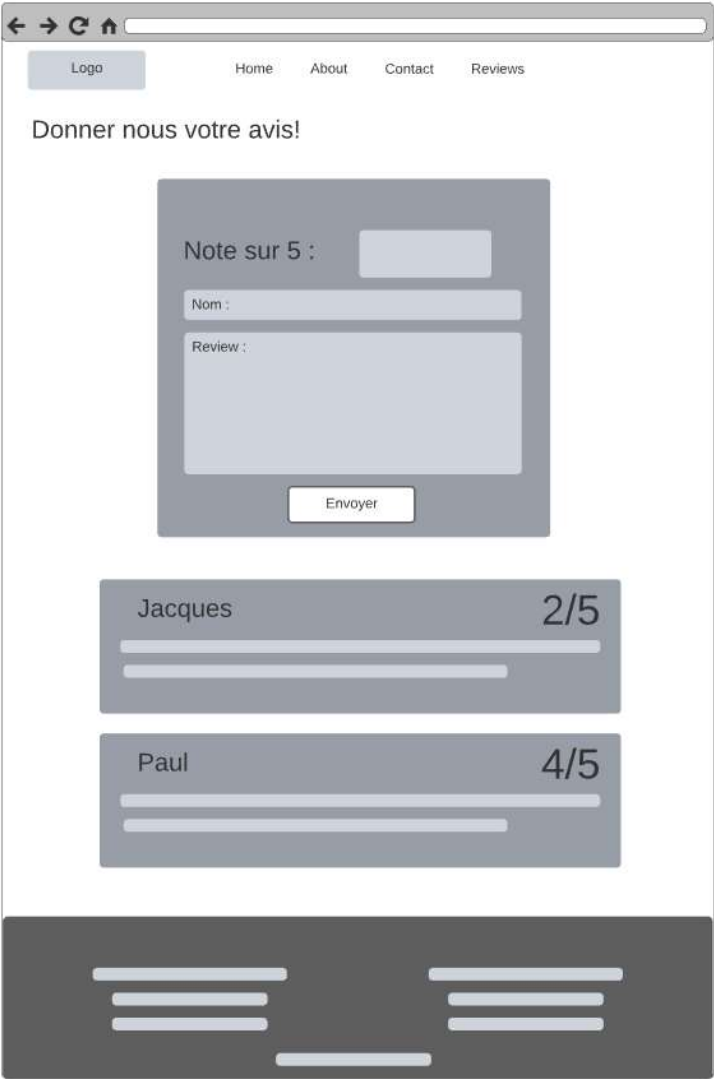 Logo Home About Contact Reviews
Donner nous votre avis!
Note sur 5 :
Nom :
Review :
Envoyer
Jacques 2/5
Paul 4/5